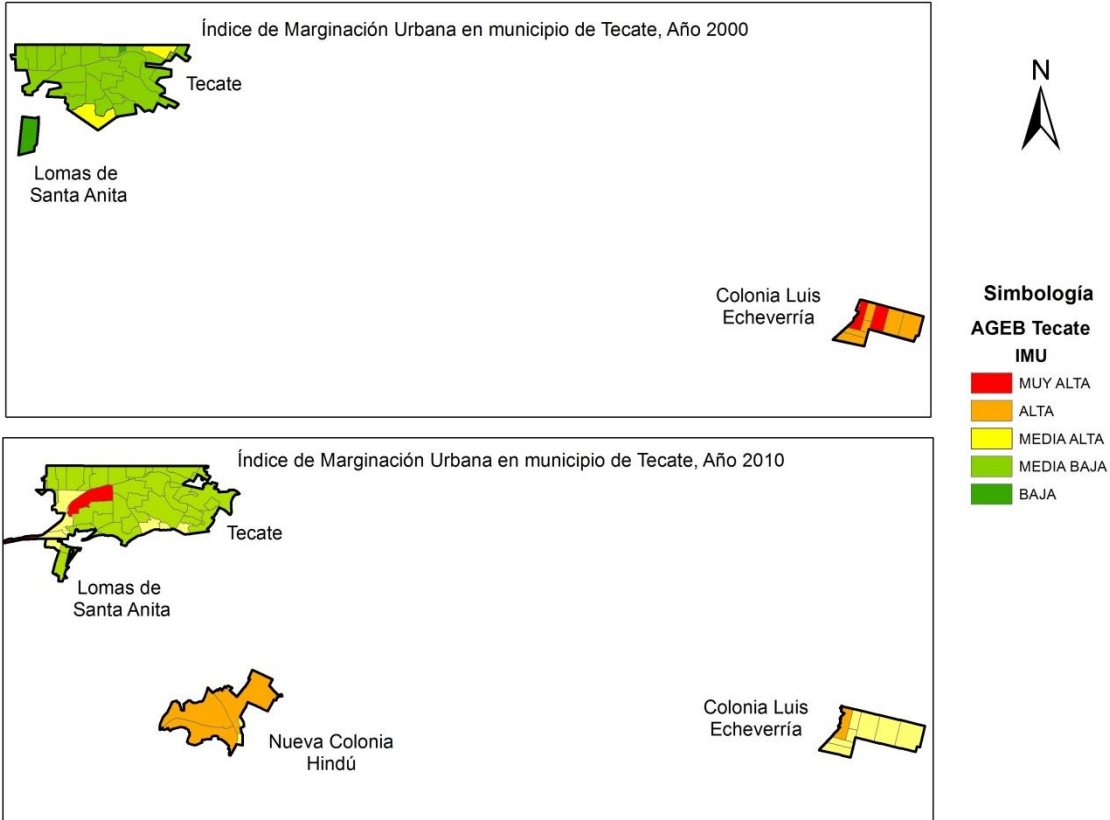 Índice de Marginación Urbana en municipio de Tecate, Año 2000
Tecate
Lomas de
Santa Anita
Colonia Luis
Echeverría
N
Simbología
AGEB Tecate
IMU
MUY ALTA
ALTA
MEDIA ALTA
MEDIA BAJA
BAJA
Índice de Marginación Urbana en municipio de Tecate, Año 2010
Tecate
Lomas de
Santa Anita
Nueva Colonia
Hindú
Colonia Luis
Echeverría